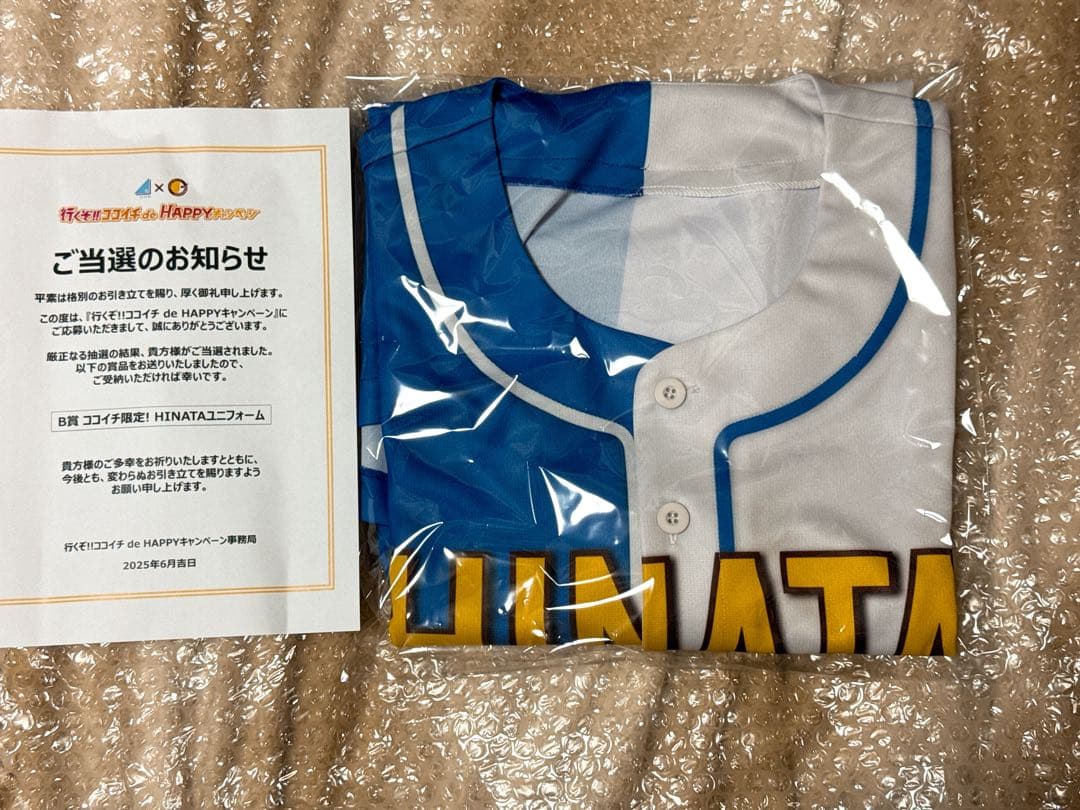 ×
行くぞ!!ココイチ de HAPPYキャンペーン
ご当選のお知らせ
平素は格別のお引き立てを賜り、厚く御礼申し上げます。
この度は、『行くぞ!!ココイチ de HAPPYキャンペーン』に
ご応募いただきまして、誠にありがとうございます。
厳正なる抽選の結果、貴方様がご当選されました。
以下の賞品をお送りいたしましたので、
ご受納いただければ幸いです。
B賞 ココイチ限定! HINATAユニフォーム
貴方様のご多幸をお祈りいたしますとともに、
今後とも、変わらぬお引き立てを賜りますよう
お願い申し上げます。
行くぞ!!ココイチ de HAPPYキャンペーン事務局
2025年6月吉日
HINATA